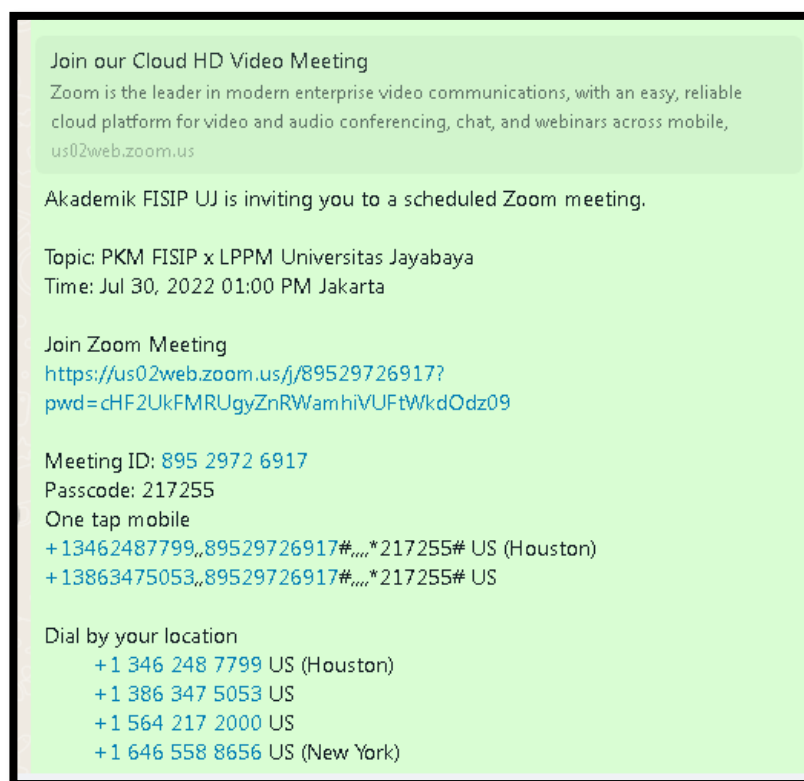 Join our Cloud HD Video Meeting
Zoom is the leader in modern enterprise video communications, with an easy, reliable
cloud platform for video and audio conferencing, chat, and webinars across mobile,
us02web.zoom.us
Akademik FISIP UJ is inviting you to a scheduled Zoom meeting.
Topic: PKM FISIP x LPPM Universitas Jayabaya
Time: Jul 30, 2022 01:00 PM Jakarta
Join Zoom Meeting
https://us02web.zoom.us/j/89529726917?
pwd=cHF2UkFMRUgyZnRWamhiVUFtWkdOdz09
Meeting ID: 895 2972 6917
Passcode: 217255
One tap mobile
+13462487799,,89529726917#,,,,*217255# US (Houston)
+13863475053,,89529726917#,,,,*217255# US
Dial by your location
+1 346 248 7799 US (Houston)
+1 386 347 5053 US
+1 564 217 2000 US
+1 646 558 8656 US (New York)